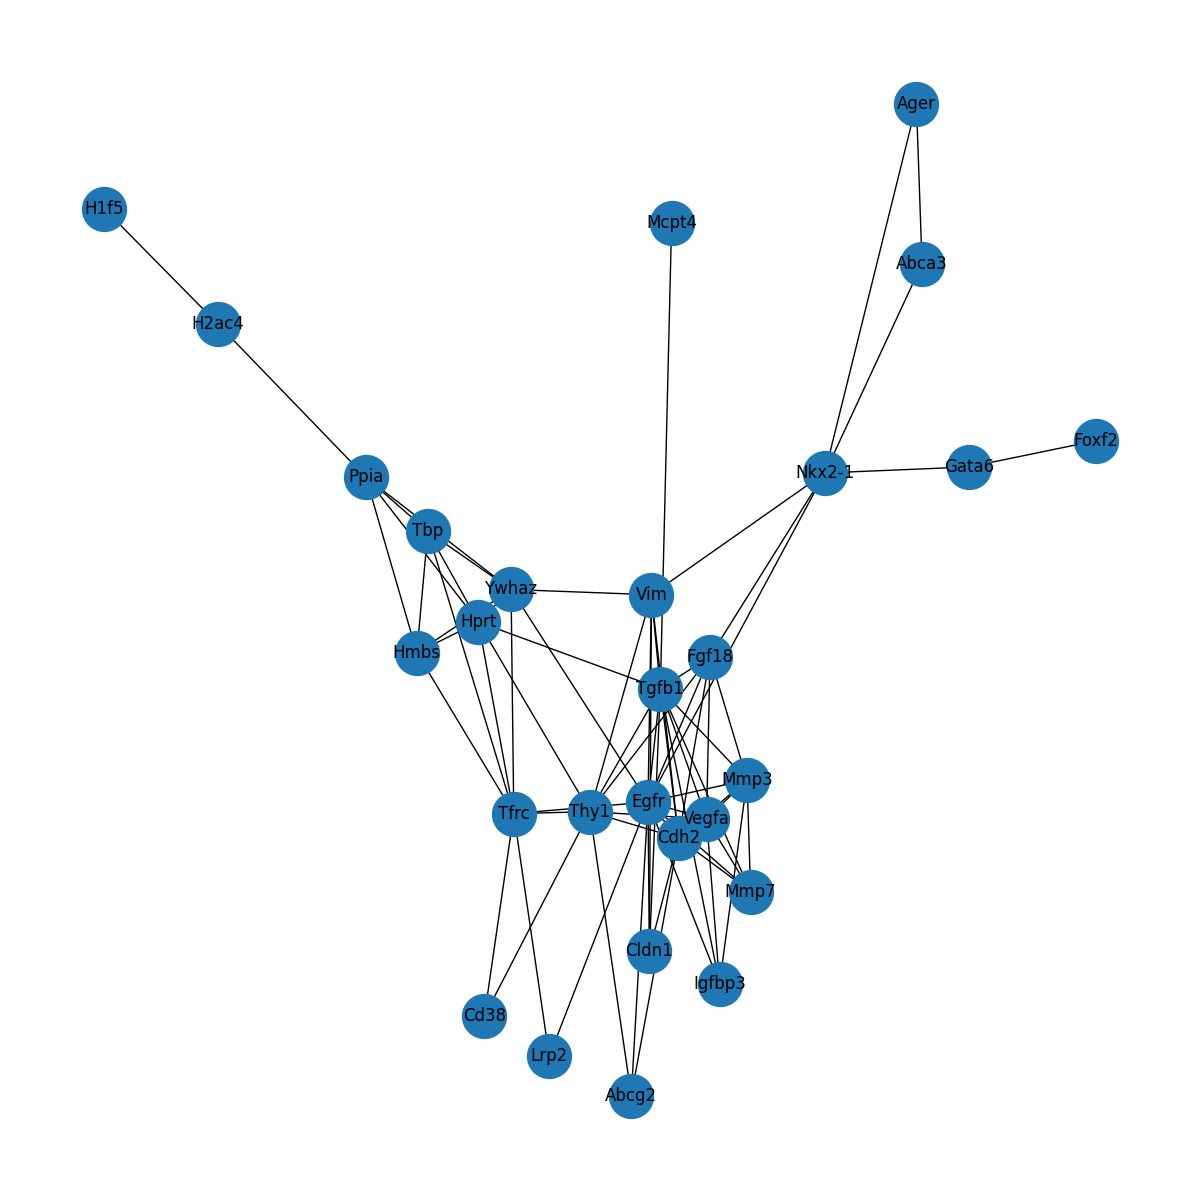 Ager
H1f5
Mcpt4
Abca3
H2ac4
Foxf2
Gata6
Nkx2-1
Ppia
Tbp
Ywhaz
Vim
Hprt
Hmbs
Fgf18
Tgfb1
Mmp3
Egfr
Thy1
Tfrc
Vegfa
Cdh2
Mmp7
Cldn1
Igfbp3
Cd38
Lrp2
Abcg2